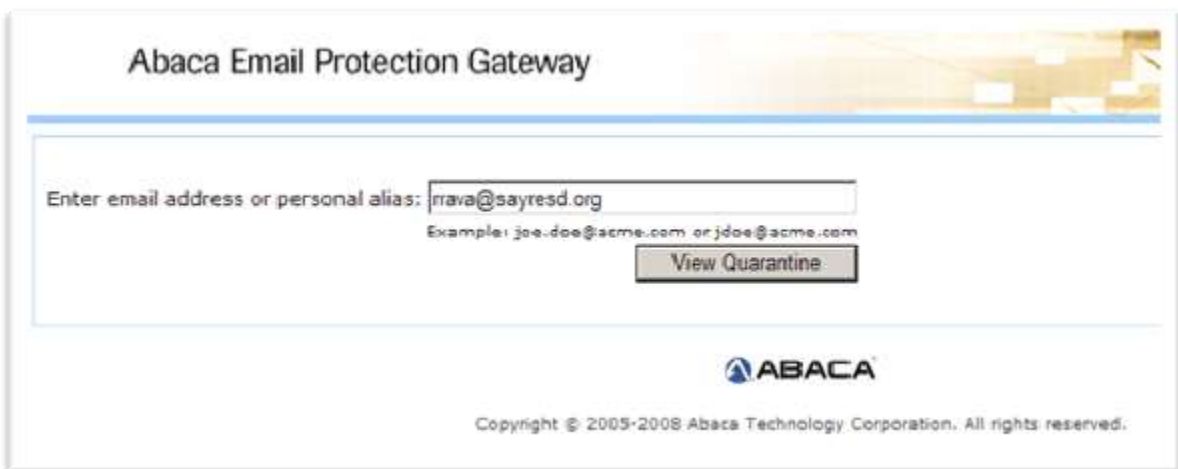 Abaca Email Protection Gateway
Enter email address or personal alias: rrava@sayresd.org
Example: joe.doe@acme.com or jdoe@acme.com
View Quarantine
ABACA
Copyright © 2005-2008 Abaca Technology Corporation. All rights reserved.